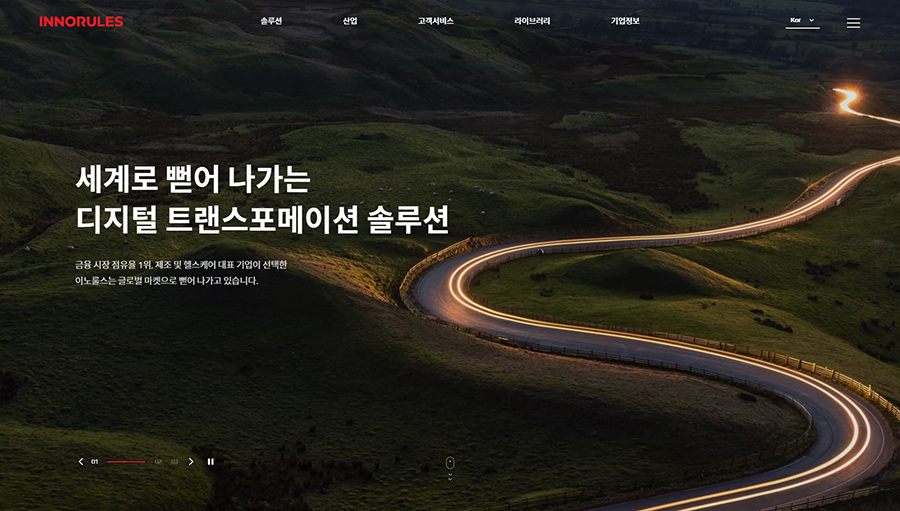 INNORULES
솔루션
산업
고객서비스
라이브러리
기업정보
Kor
세계로 뻗어 나가는
디지털 트랜스포메이션 솔루션
금융 시장 점유율 1위, 제조 및 헬스케어 대표 기업이 선택한
이노룰스는 글로벌 마켓으로 뻗어 나가고 있습니다.
01
02
03